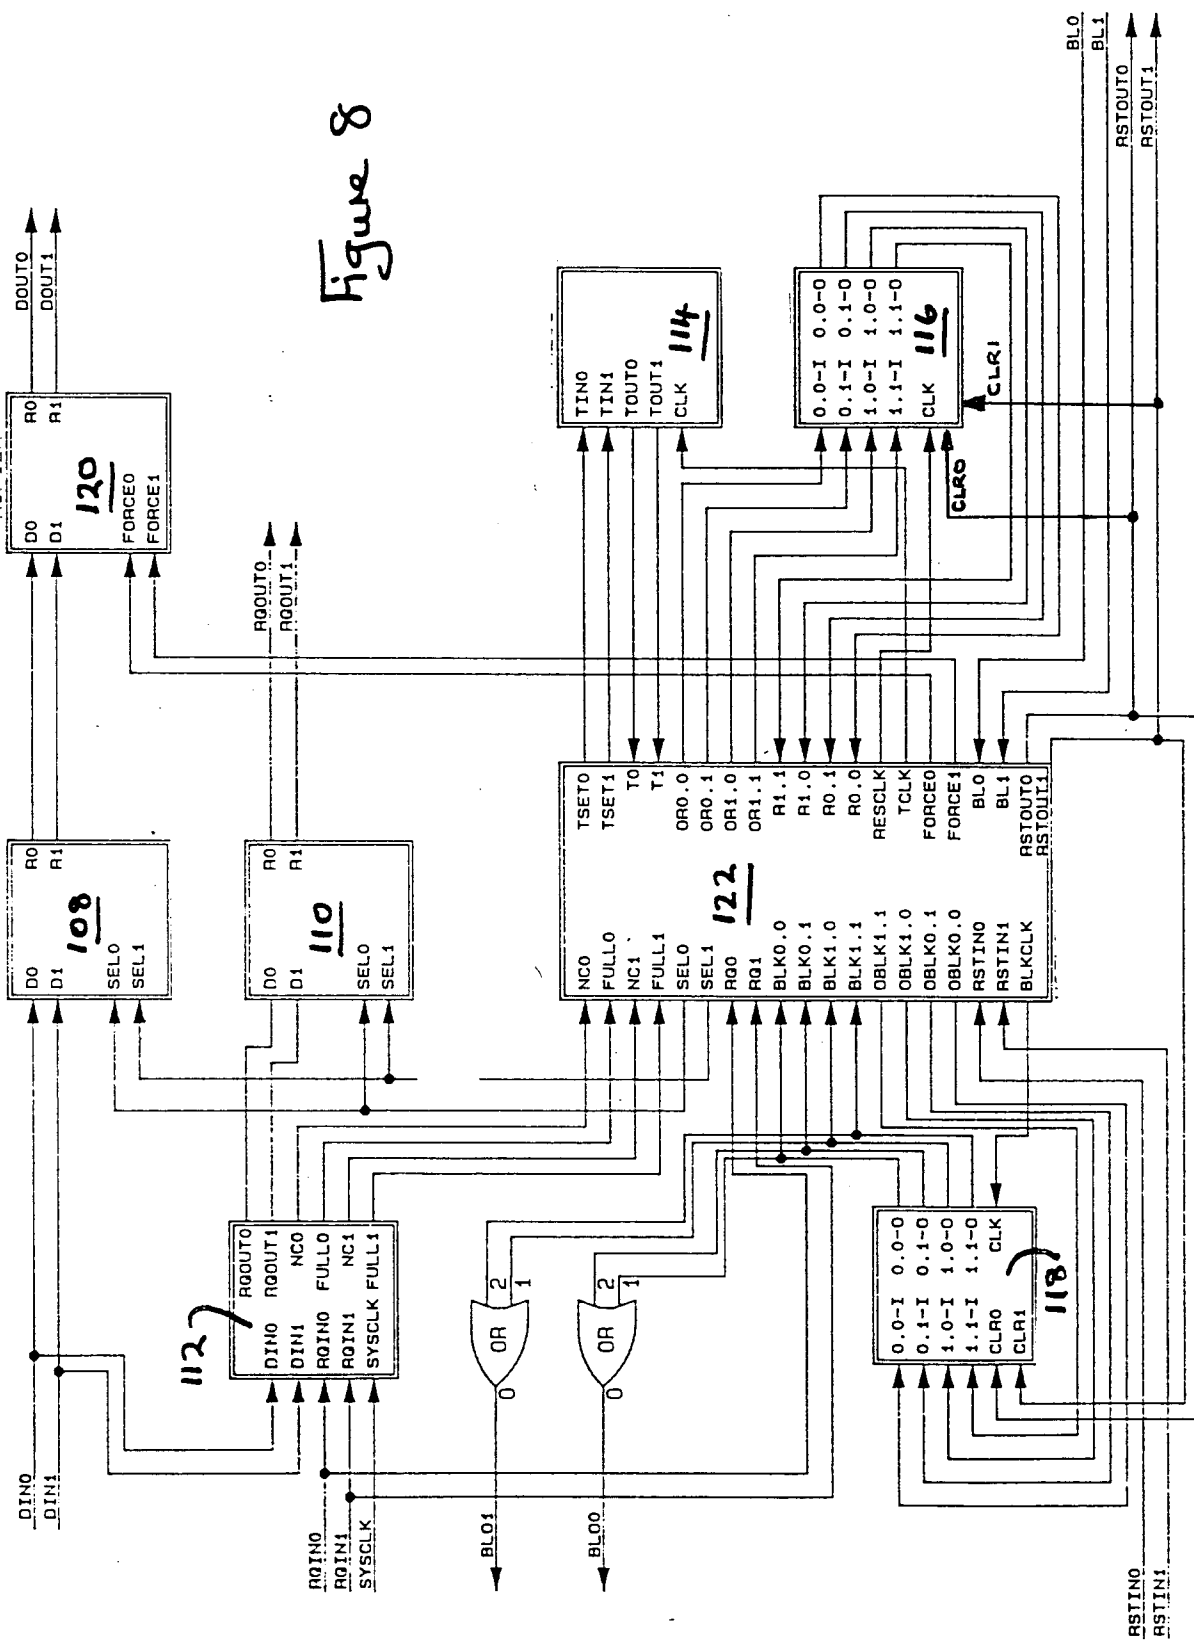 DIN0
DIN1
D0 R0
D1 R1
108
SEL0
SEL1
D0 R0
D1 R1
120
FORCE0
FORCE1
DOUT0
DOUT1
112
RQOUT0
DIN0 RQOUT1
DIN1 NC0
RQIN0 FULL0
RQIN1 NC1
SYSCLK FULL1
RQIN0
RQIN1
SYSCLK
D0 R0
D1 R1
110
SEL0
SEL1
RQOUT0
RQOUT1
Figure 8
BLO1
0
OR
2
1
BLO0
0
OR
2
1
NC0
FULL0
NC1
FULL1
SEL0
SEL1
RQ0
RQ1
BLK0.0
BLK0.1
BLK1.0
BLK1.1
OBLK1.1
OBLK1.0
OBLK0.1
OBLK0.0
RSTIN0
RSTIN1
BLKCLK
122
TSET0
TSET1
T0
T1
OR0.0
OR0.1
OR1.0
OR1.1
R1.1
R1.0
R0.1
R0.0
RESCLK
TCLK
FORCE0
FORCE1
BL0
BL1
RSTOUT0
RSTOUT1
TIN0
TIN1
TOUT0
TOUT1
CLK
114
0.0-I 0.0-O
0.1-I 0.1-O
1.0-I 1.0-O
1.1-I 1.1-O
CLK
116
CLR0
CLR1
0.0-I 0.0-O
0.1-I 0.1-O
1.0-I 1.0-O
1.1-I 1.1-O
CLR0 CLK
CLR1
118
BL0
BL1
RSTOUT0
RSTOUT1
RSTIN0
RSTIN1